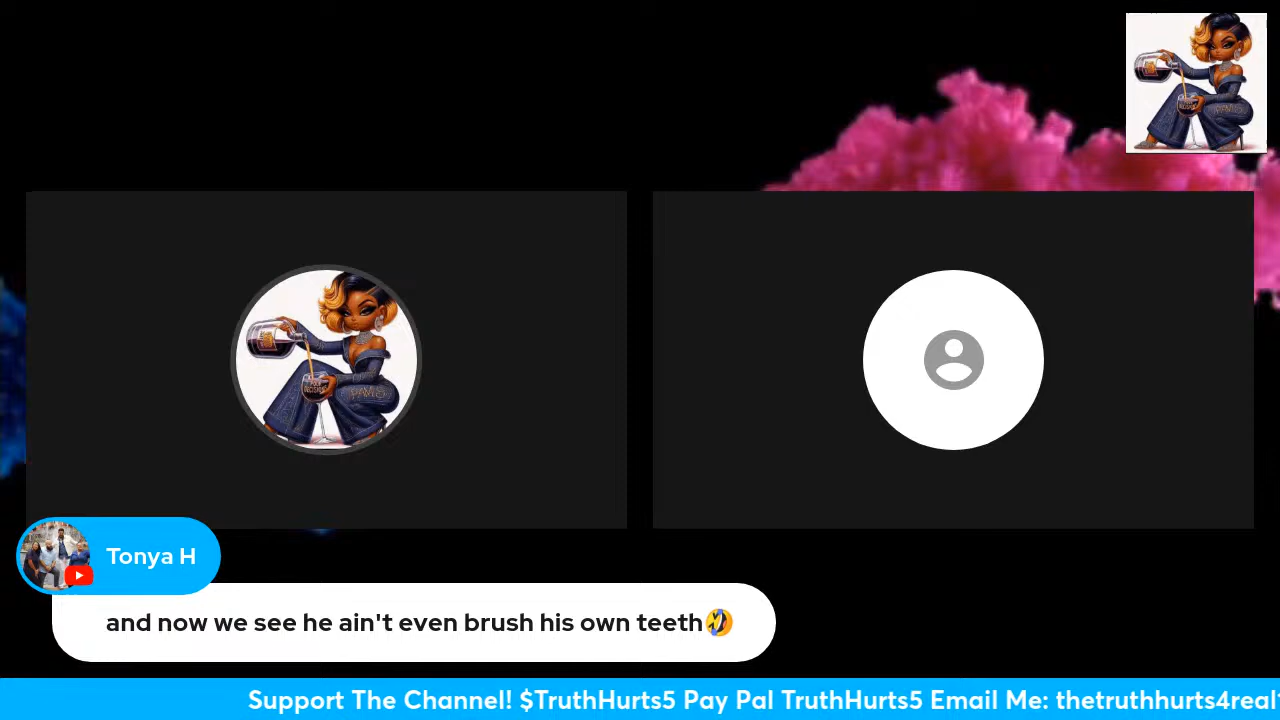 Tonya H
and now we see he ain't even brush his own teeth🤣
Support The Channel! $TruthHurts5 Pay Pal TruthHurts5 Email Me: thetruthhurts4real